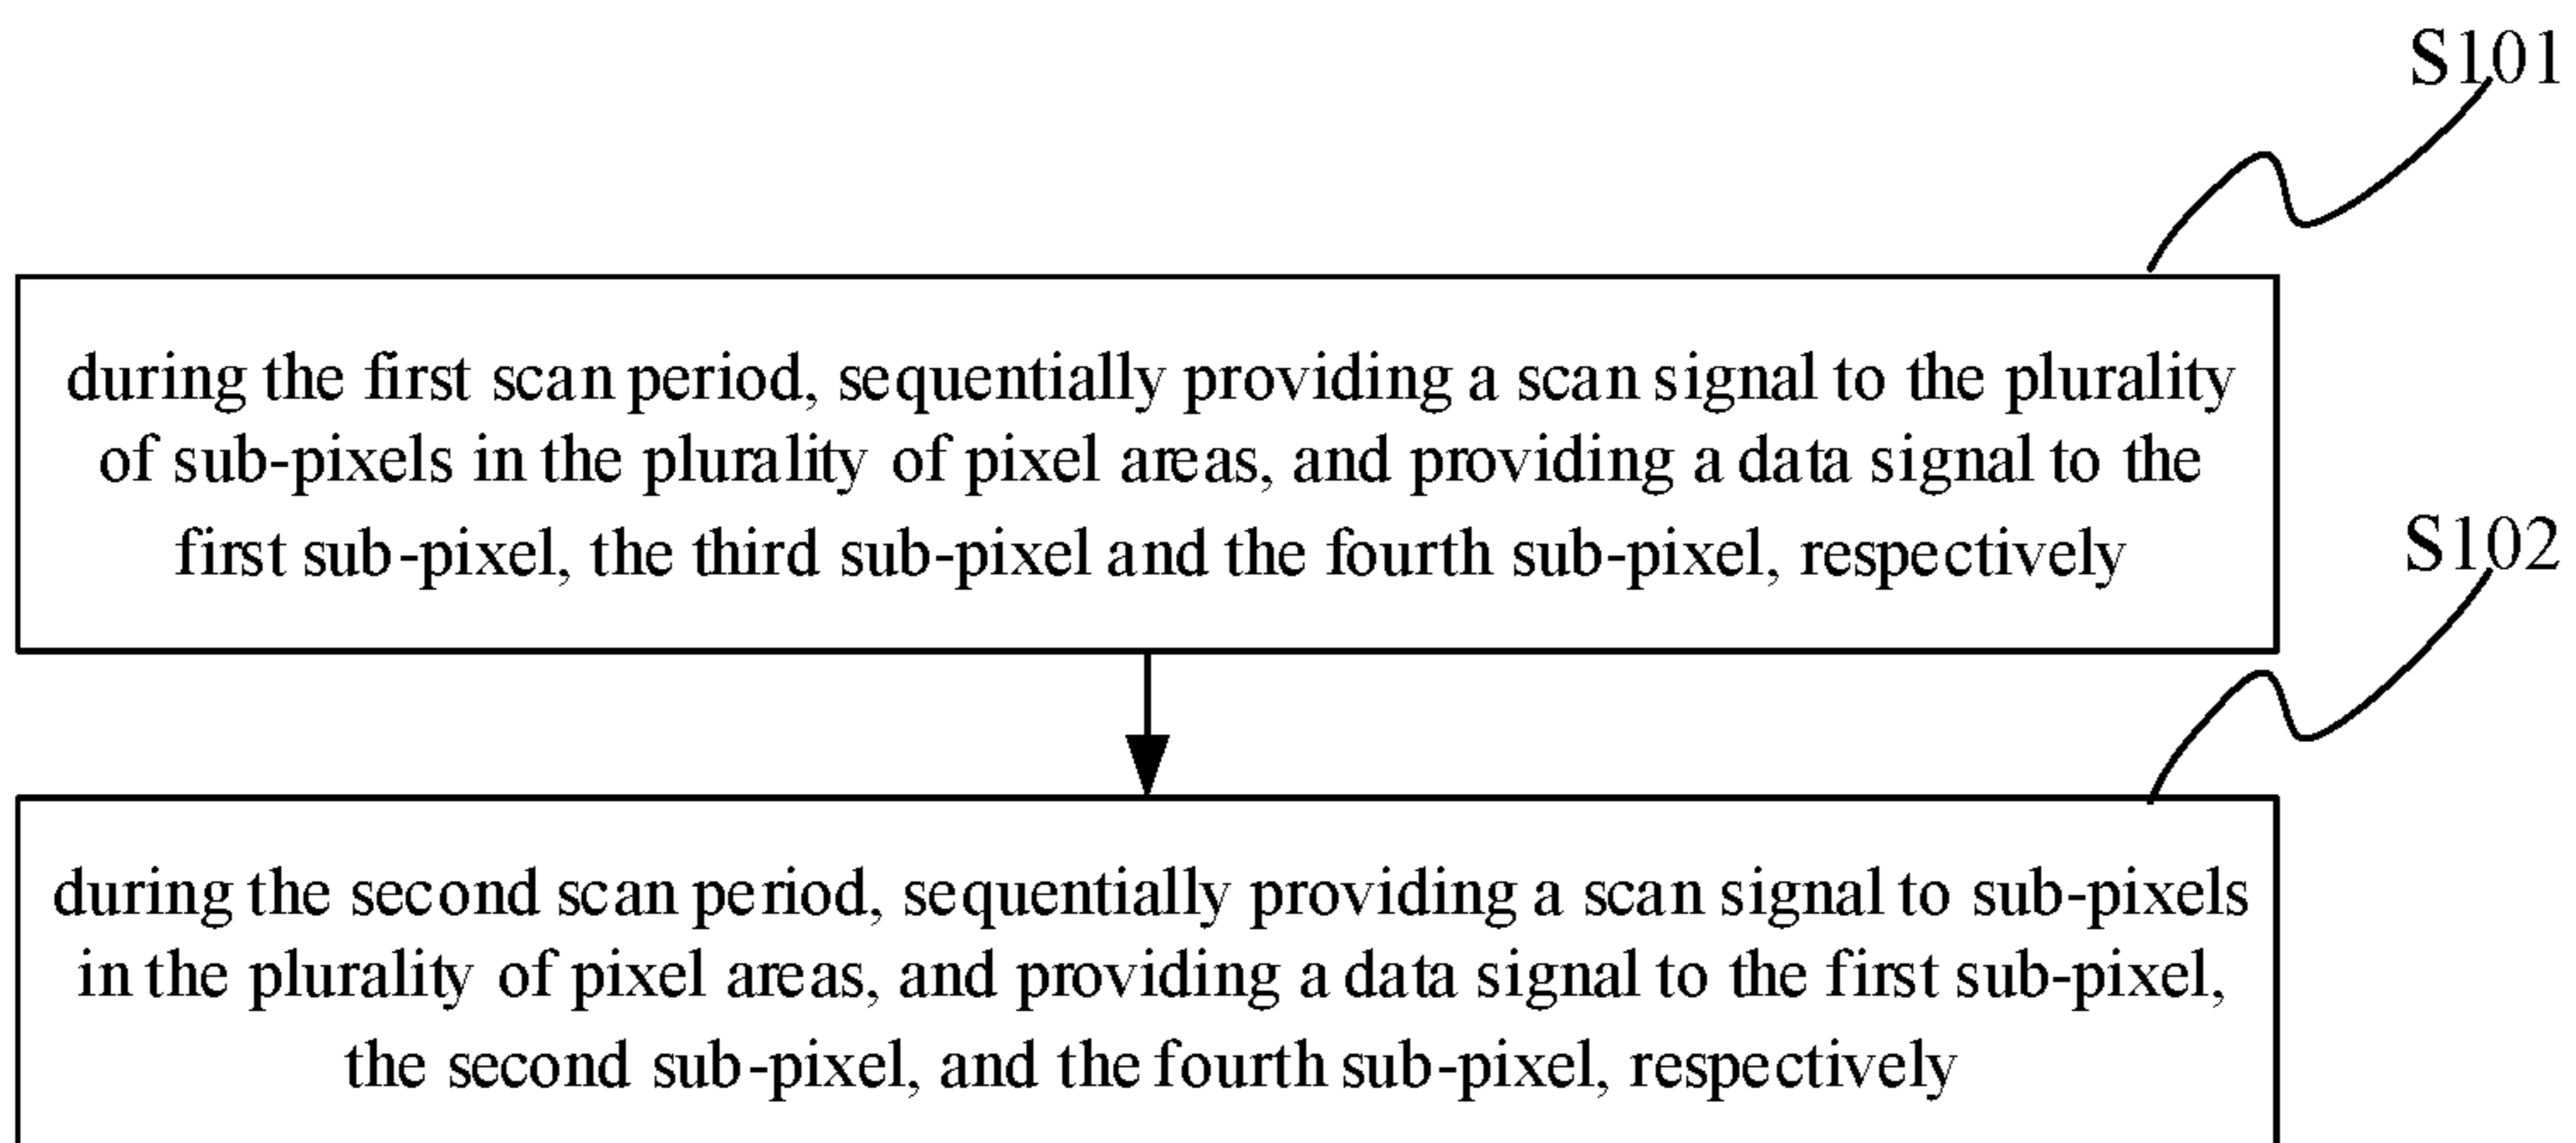 S101
during the first scan period, sequentially providing a scan signal to the plurality
of sub-pixels in the plurality of pixel areas, and providing a data signal to the
first sub-pixel, the third sub-pixel and the fourth sub-pixel, respectively
S102
during the second scan period, sequentially providing a scan signal to sub-pixels
in the plurality of pixel areas, and providing a data signal to the first sub-pixel,
the second sub-pixel, and the fourth sub-pixel, respectively